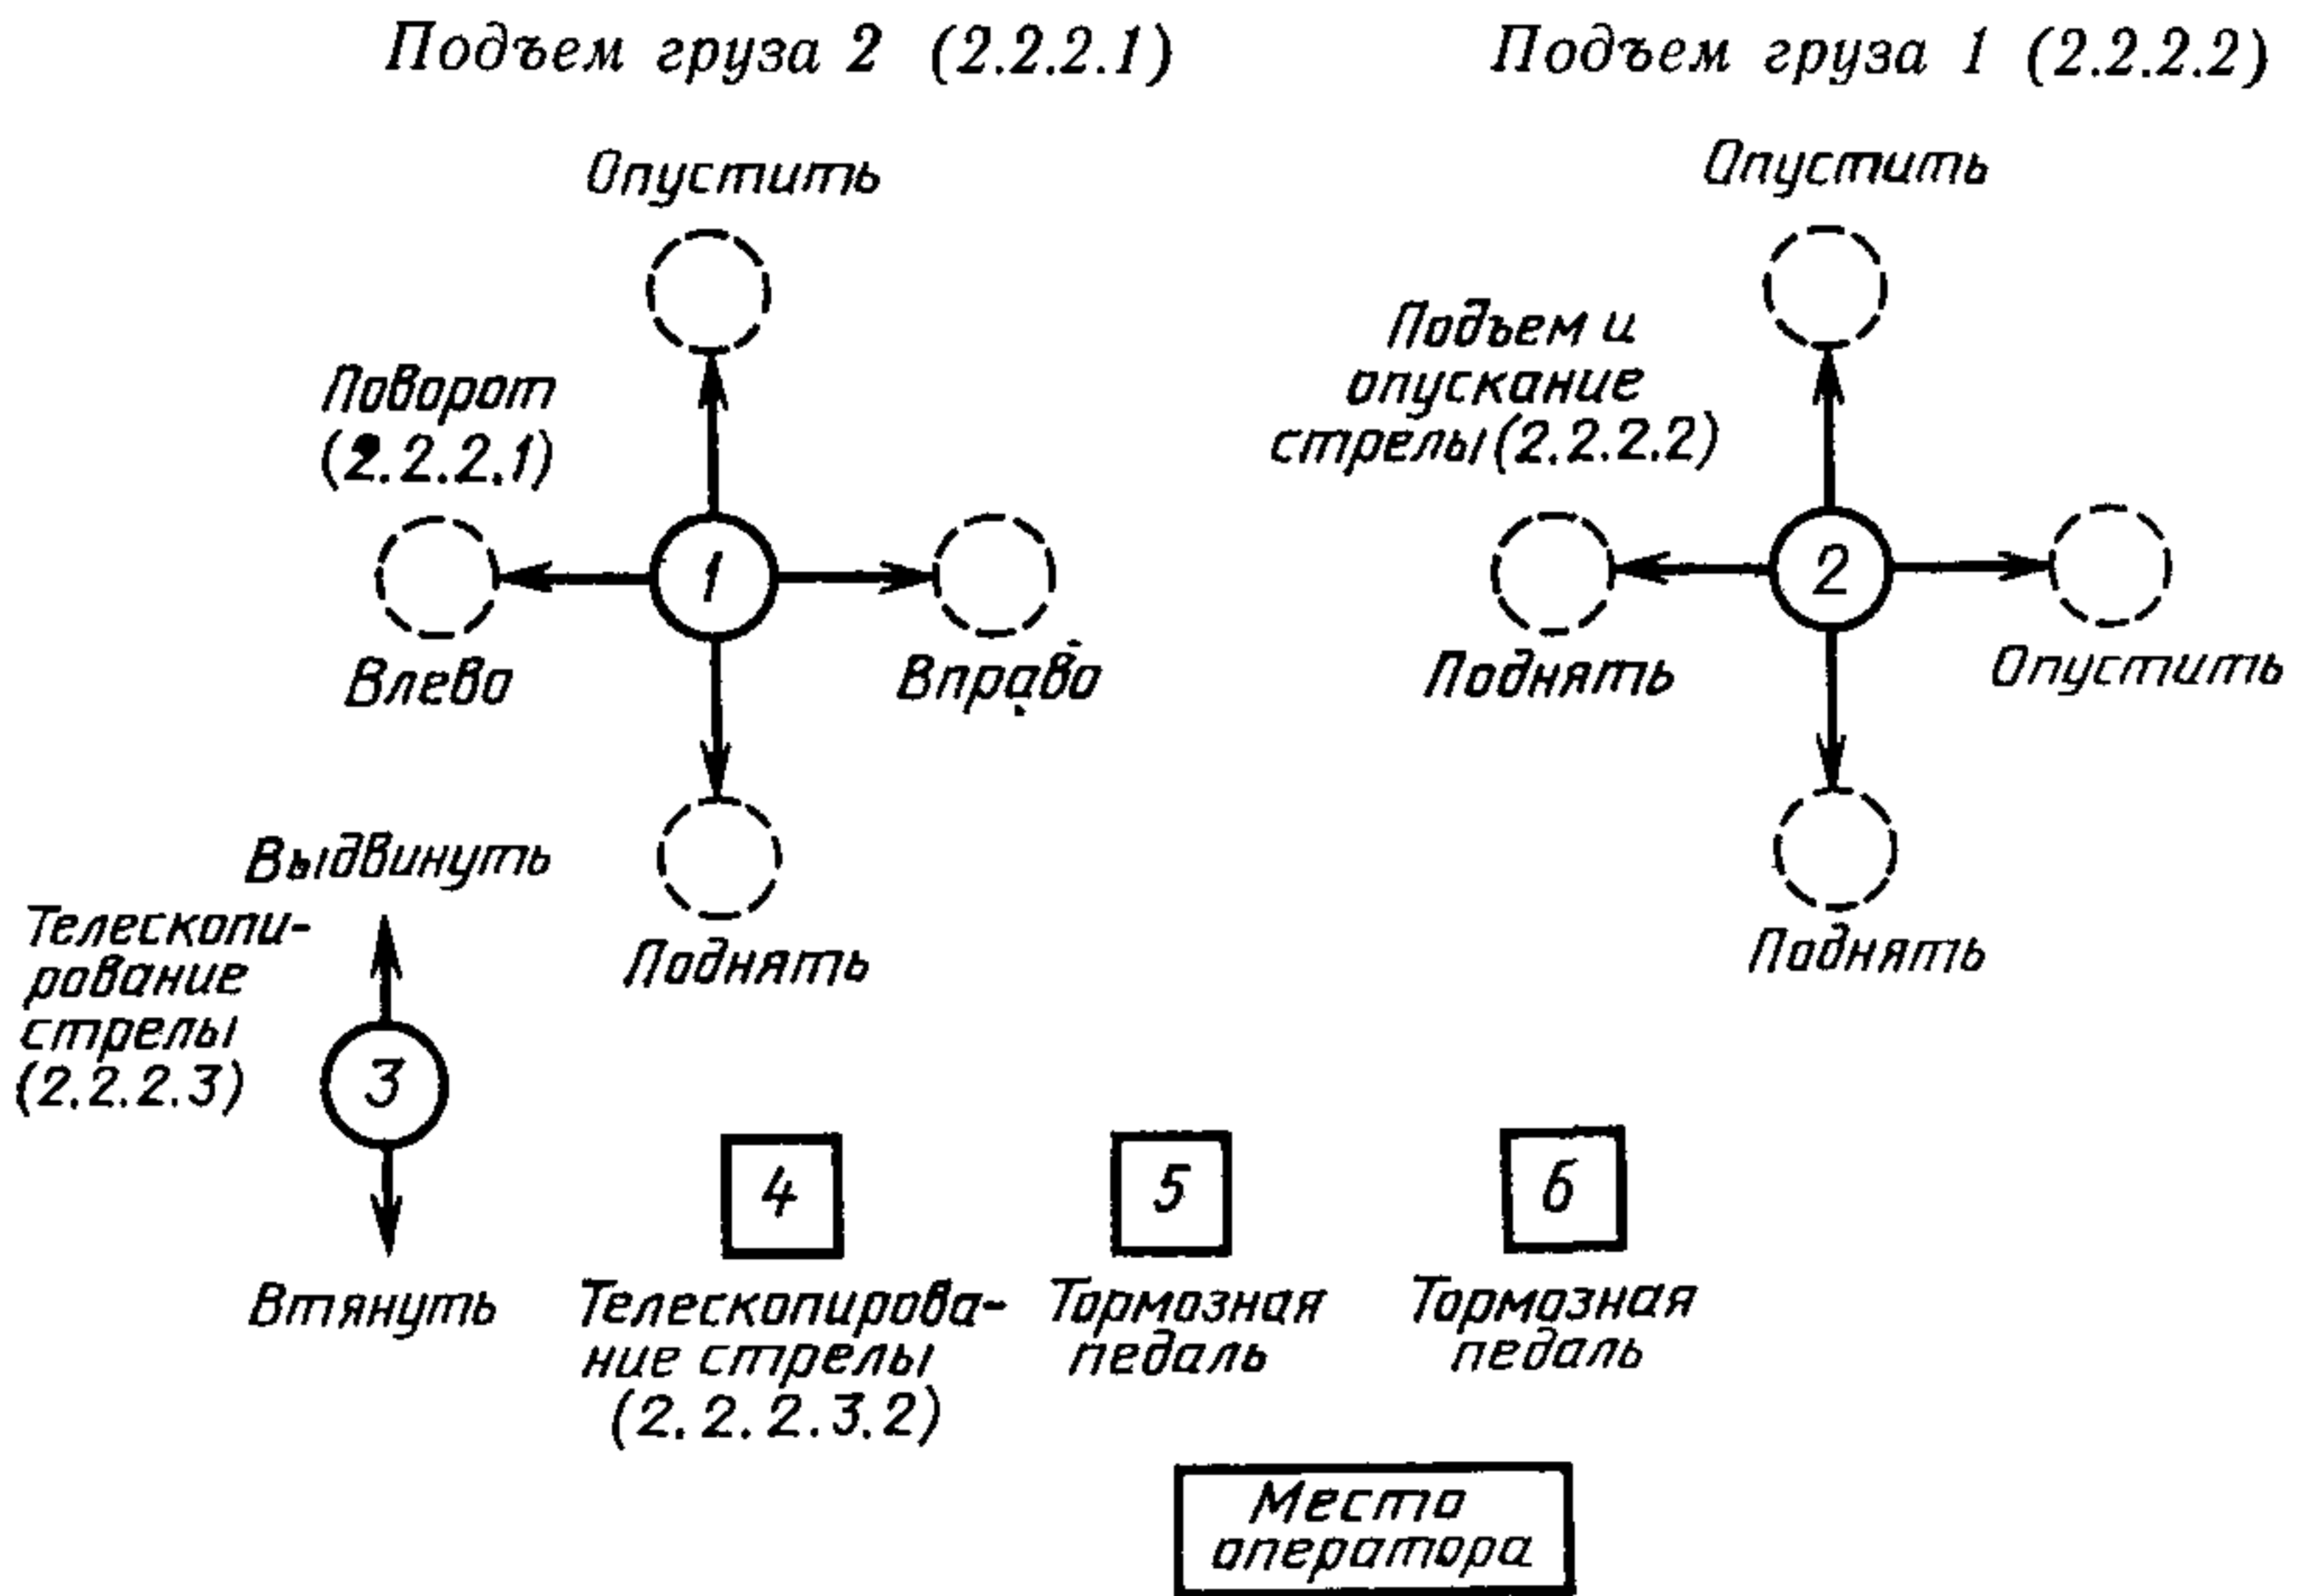 Подъем груза 2 (2.2.2.1)
Подъем груза 1 (2.2.2.2)
Опустить
Поворот
(2.2.2.1)
1
Влево
Вправо
Поднять
Опустить
Подъем и
опускание
стрелы (2.2.2.2)
2
Поднять
Опустить
Поднять
Выдвинуть
Телескопи-
рование
стрелы
(2.2.2.3)
3
Втянуть
4
Телескопирова-
ние стрелы
(2.2.2.3.2)
5
Тормозная
педаль
6
Тормозная
педаль
Место
оператора